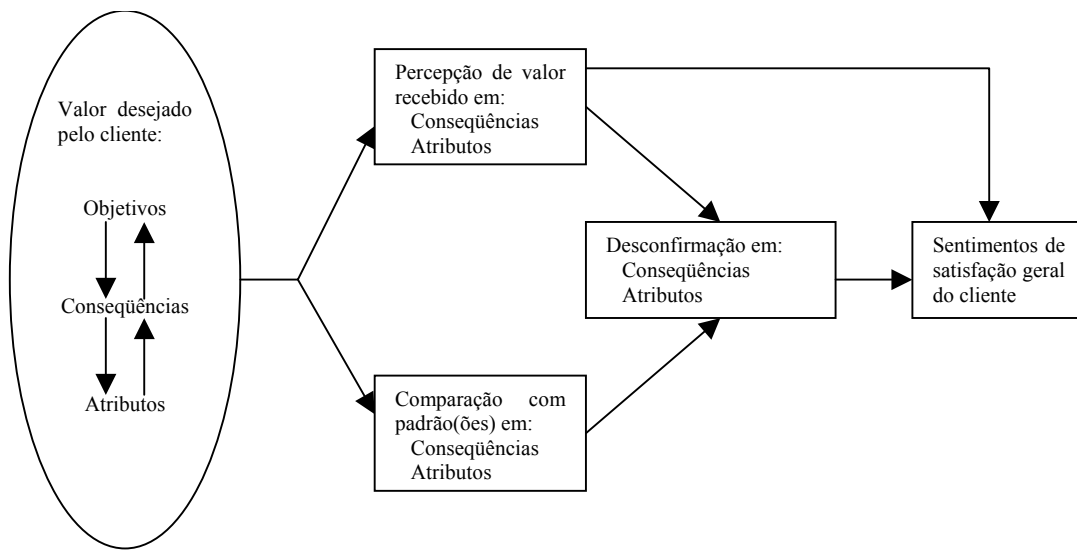 Valor desejado
pelo cliente:
Objetivos
Conseqüências
Atributos
Percepção de valor
recebido em:
Conseqüências
Atributos
Comparação com
padrão(ões) em:
Conseqüências
Atributos
Desconfirmação em:
Conseqüências
Atributos
Sentimentos de
satisfação geral
do cliente